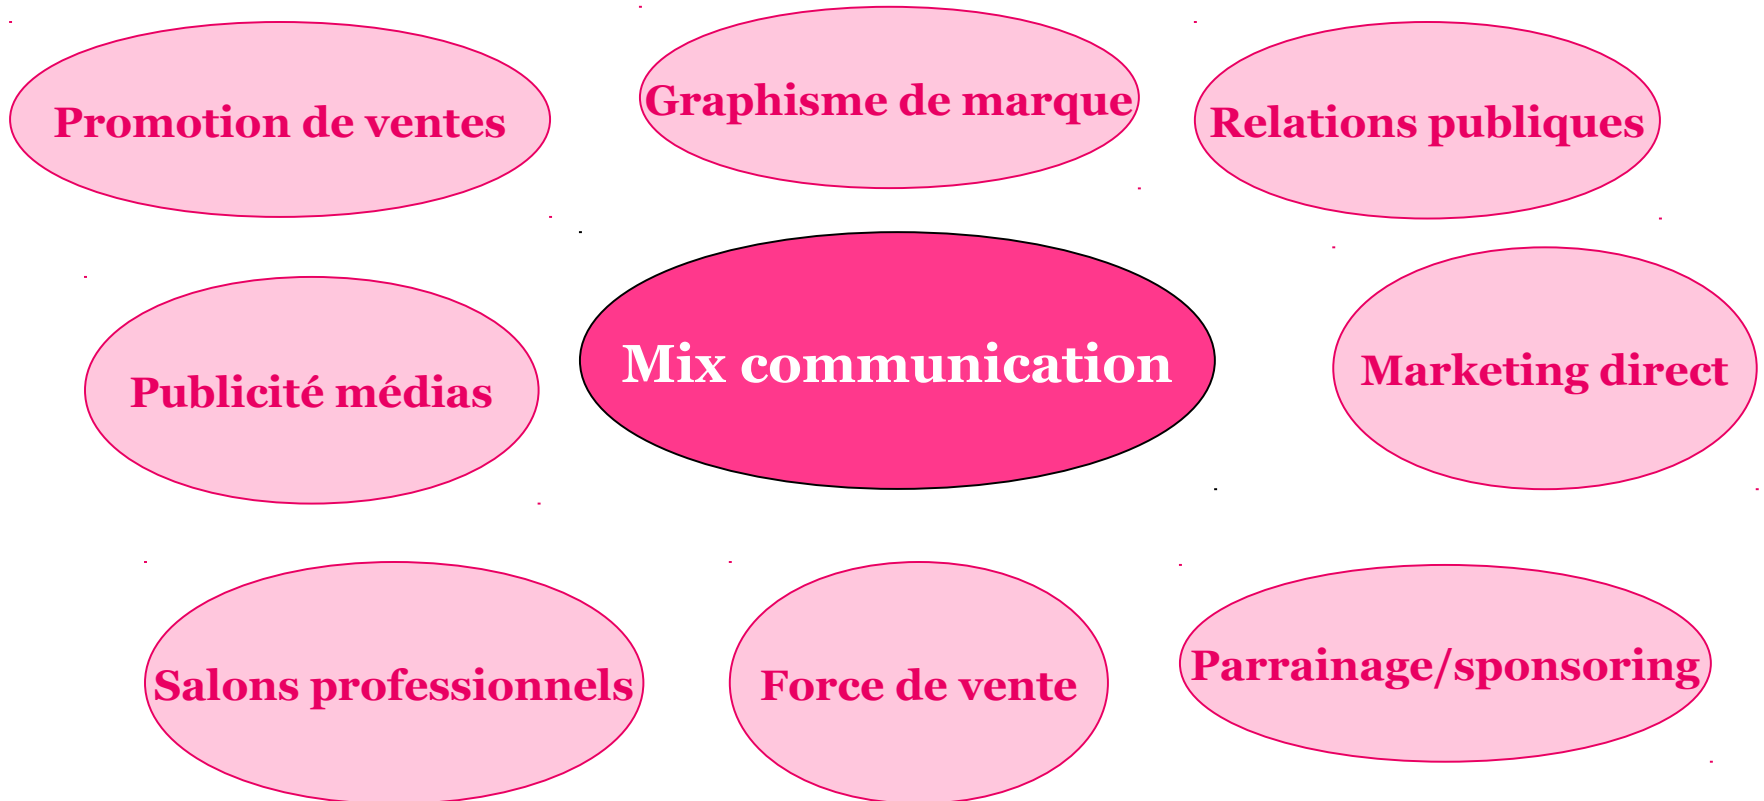 Promotion de ventes
Graphisme de marque
Relations publiques
Publicité médias
Mix communication
Marketing direct
Salons professionnels
Force de vente
Parrainage/sponsoring